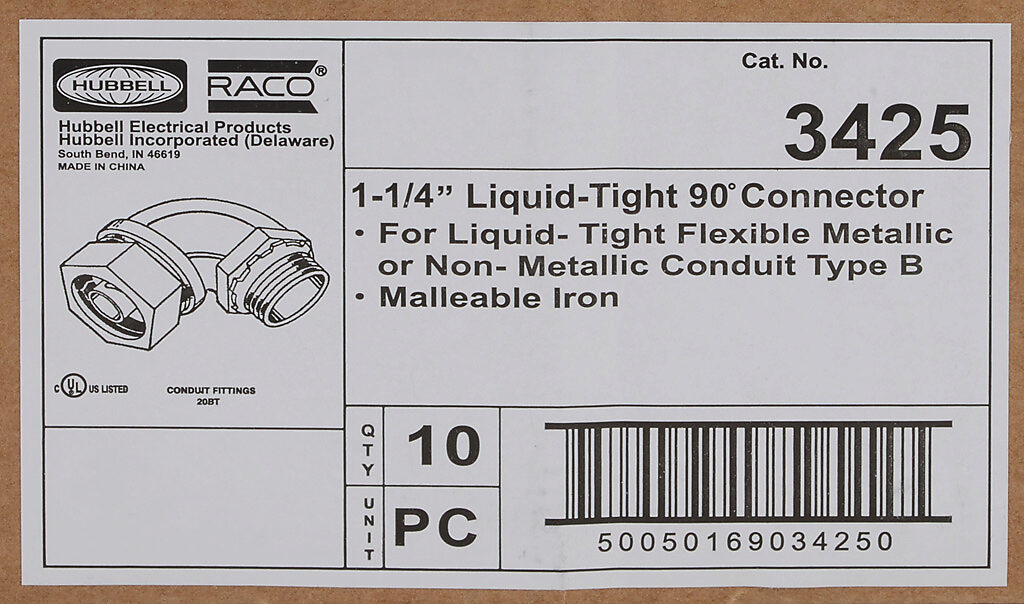 HUBBELL
RACO®
Hubbell Electrical Products
Hubbell Incorporated (Delaware)
South Bend, IN 46619
MADE IN CHINA
C UL US LISTED
CONDUIT FITTINGS
20BT
Cat. No.
3425
1-1/4” Liquid-Tight 90° Connector
• For Liquid- Tight Flexible Metallic
or Non- Metallic Conduit Type B
• Malleable Iron
QTY
10
UNIT
PC
50050169034250